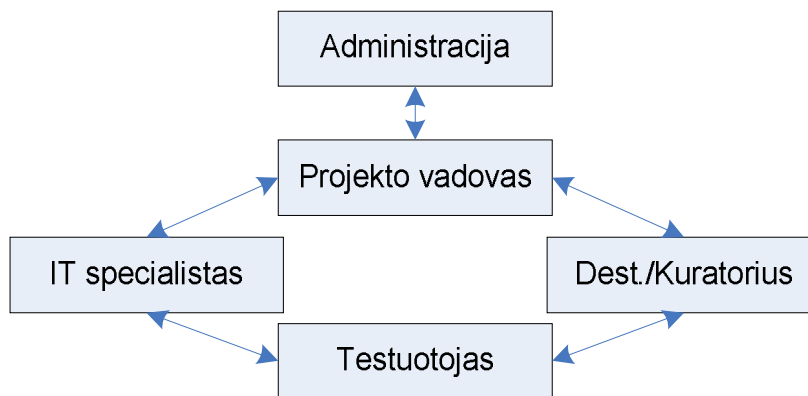 Administracija
Projekto vadovas
IT specialistas
Dest./Kuratorius
Testuotojas